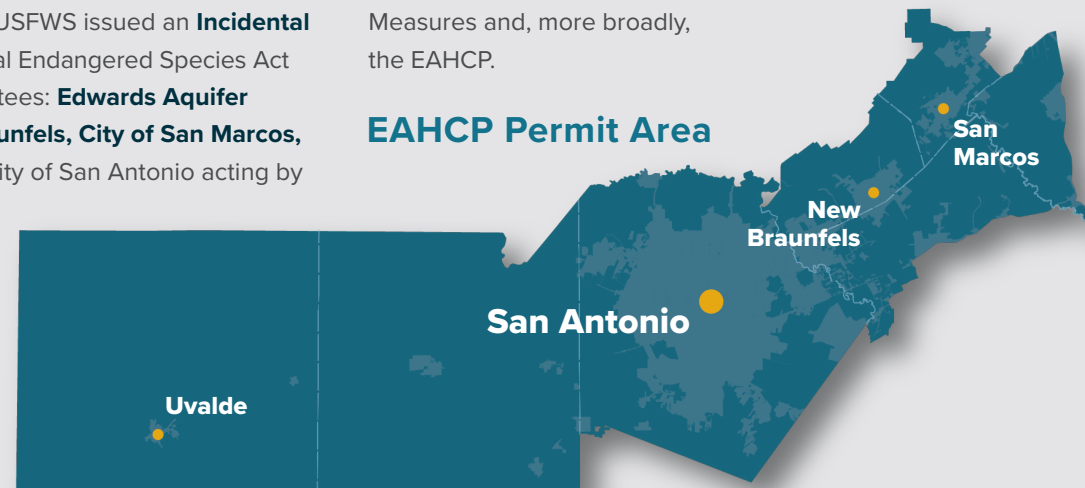 USFWS issued an Incidental
al Endangered Species Act
tees: Edwards Aquifer
unfels, City of San Marcos,
ity of San Antonio acting by
Measures and, more broadly,
the EAHCP.
EAHCP Permit Area
San
Marcos
New
Braunfels
San Antonio
Uvalde